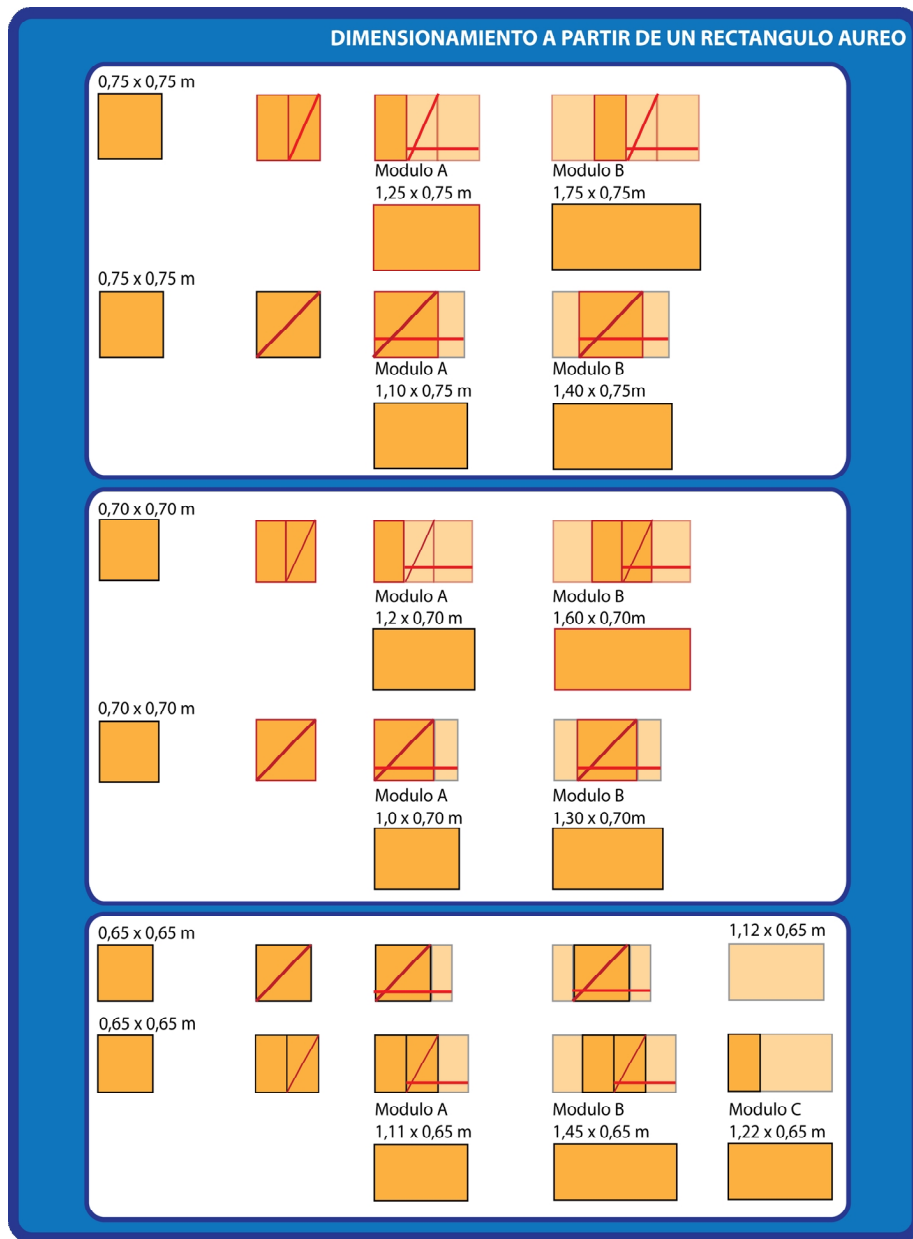 DIMENSIONAMIENTO A PARTIR DE UN RECTANGULO AUREO
0,75 x 0,75 m
Modulo A
1,25 x 0,75 m
Modulo B
1,75 x 0,75m
0,75 x 0,75 m
Modulo A
1,10 x 0,75 m
Modulo B
1,40 x 0,75m
0,70 x 0,70 m
Modulo A
1,2 x 0,70 m
Modulo B
1,60 x 0,70m
0,70 x 0,70 m
Modulo A
1,0 x 0,70 m
Modulo B
1,30 x 0,70m
0,65 x 0,65 m
1,12 x 0,65 m
0,65 x 0,65 m
Modulo A
1,11 x 0,65 m
Modulo B
1,45 x 0,65 m
Modulo C
1,22 x 0,65 m